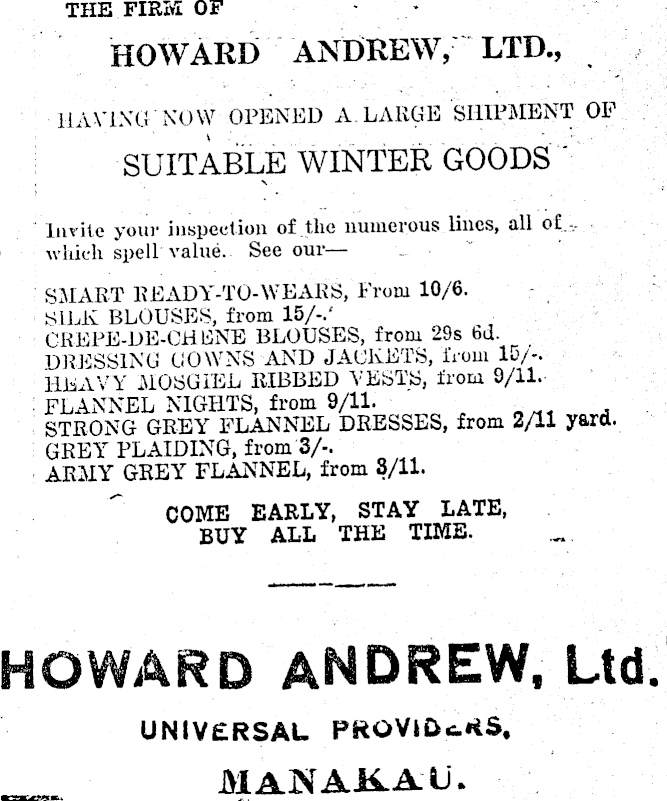 THE FIRM OF
HOWARD ANDREW, LTD.,
HAVING NOW OPENED A LARGE SHIPMENT OF
SUITABLE WINTER GOODS
Invite your inspection of the numerous lines, all of
which spell value. See our—
SMART READY-TO-WEARS, From 10/6.
SILK BLOUSES, from 15/-.
CREPE-DE-CHENE BLOUSES, from 29s 6d.
DRESSING GOWNS AND JACKETS, from 15/-.
HEAVY MOSGIEL RIBBED VESTS, from 9/11.
FLANNEL NIGHTS, from 9/11.
STRONG GREY FLANNEL DRESSES, from 2/11 yard.
GREY PLAIDING, from 3/-.
ARMY GREY FLANNEL, from 3/11.
COME EARLY, STAY LATE,
BUY ALL THE TIME.
HOWARD ANDREW, Ltd.
UNIVERSAL PROVIDERS,
MANAKAU.